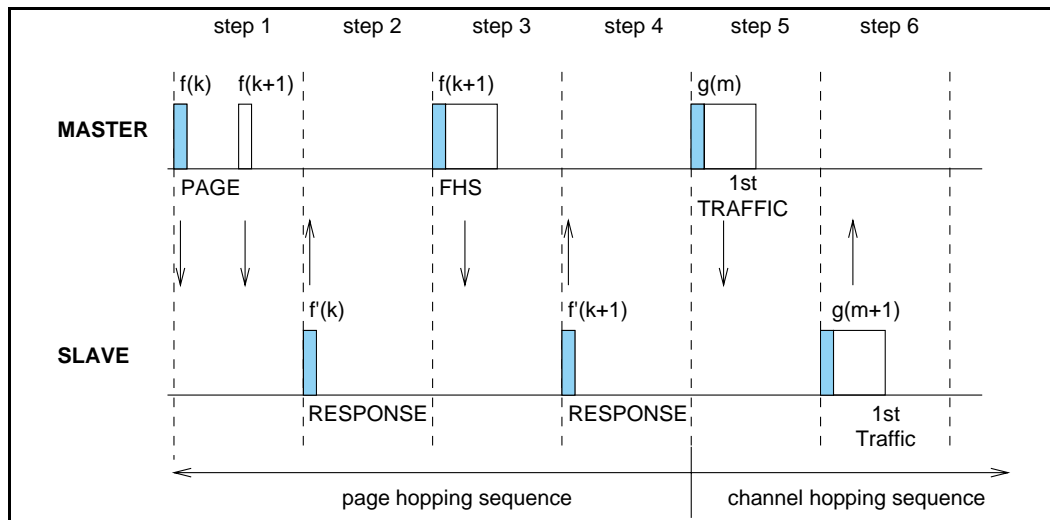 step 1 step 2 step 3 step 4 step 5 step 6
f(k) f(k+1) f(k+1) g(m)
MASTER
PAGE FHS 1st
TRAFFIC
f'(k) f'(k+1) g(m+1)
SLAVE
RESPONSE RESPONSE 1st
Traffic
page hopping sequence channel hopping sequence